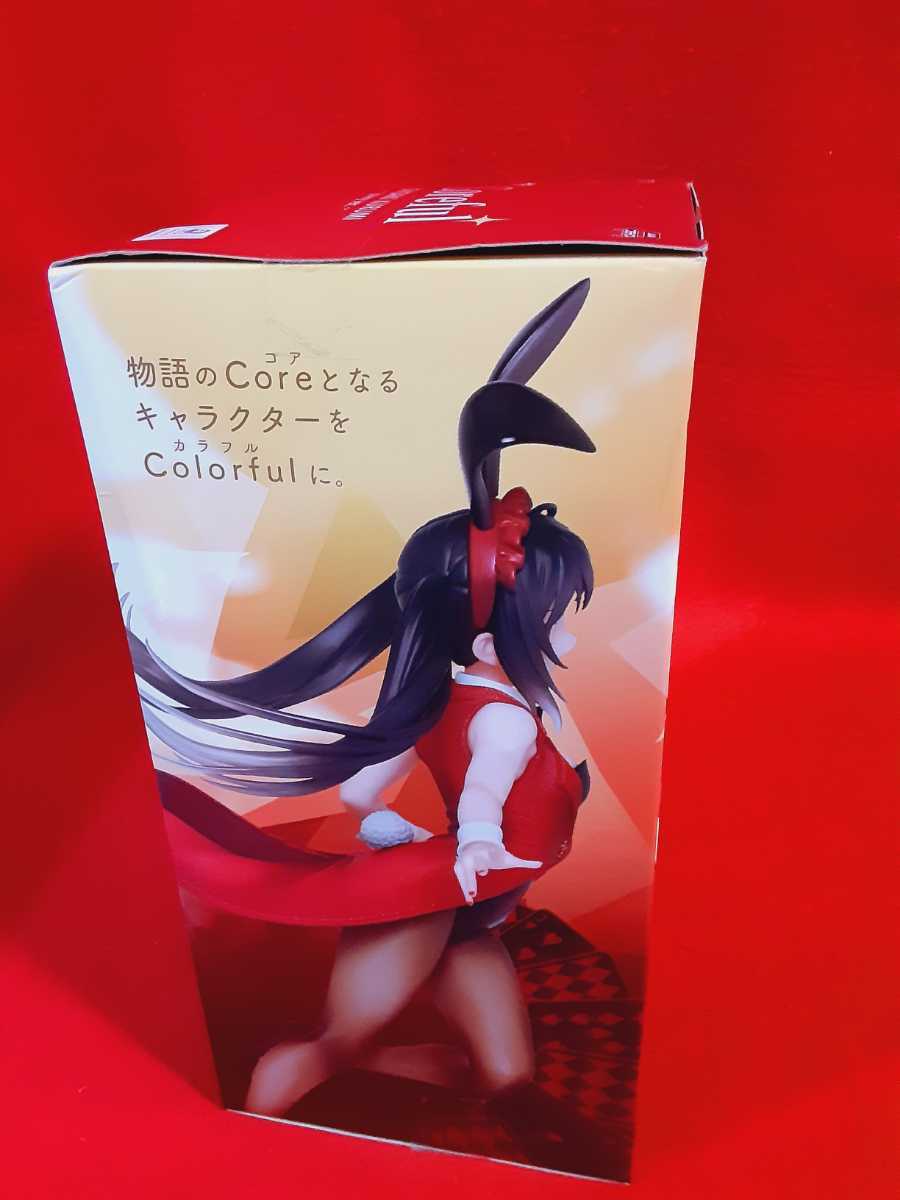 oreful
コア
物語のCoreとなる
キャラクターを
カラフル
Colorfulに。